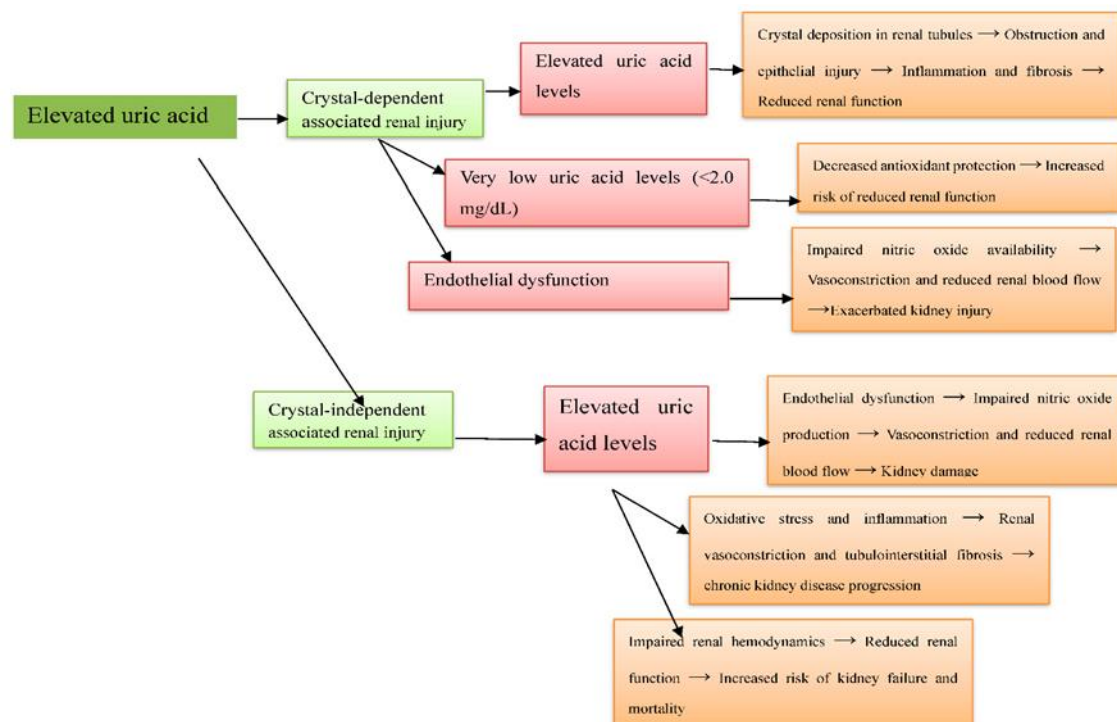 Elevated uric acid
Crystal-dependent
associated renal injury
Elevated uric acid
levels
Crystal deposition in renal tubules → Obstruction and
epithelial injury → Inflammation and fibrosis →
Reduced renal function
Very low uric acid levels (<2.0
mg/dL)
Decreased antioxidant protection → Increased
risk of reduced renal function
Endothelial dysfunction
Impaired nitric oxide availability →
Vasoconstriction and reduced renal blood flow
→Exacerbated kidney injury
Crystal-independent
associated renal injury
Elevated uric
acid levels
Endothelial dysfunction → Impaired nitric oxide
production → Vasoconstriction and reduced renal
blood flow → Kidney damage
Oxidative stress and inflammation → Renal
vasoconstriction and tubulointerstitial fibrosis →
chronic kidney disease progression
Impaired renal hemodynamics → Reduced renal
function → Increased risk of kidney failure and
mortality